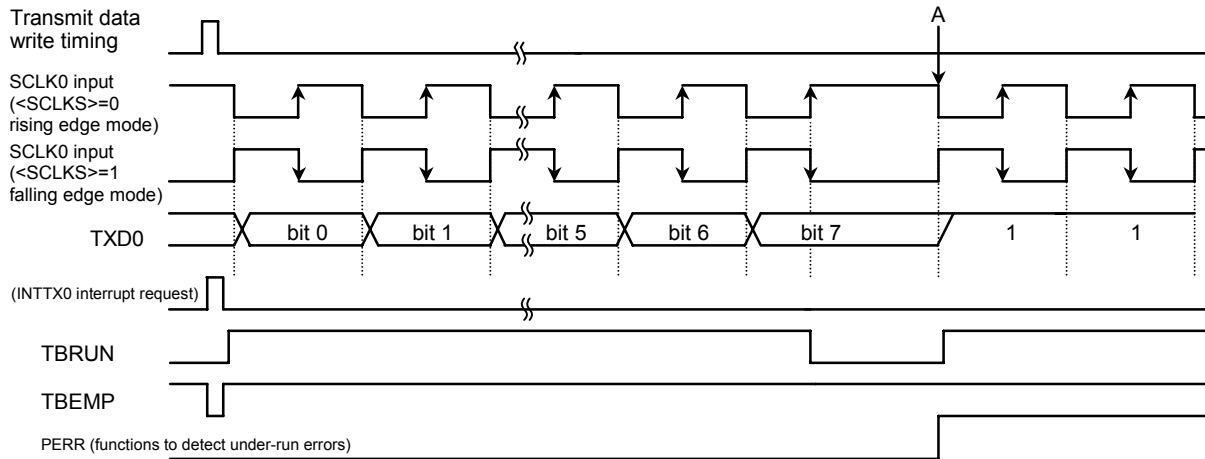 Transmit data
write timing
A
SCLK0 input
(<SCLKS>=0
rising edge mode)
SCLK0 input
(<SCLKS>=1
falling edge mode)
TXD0
bit 0
bit 1
bit 5
bit 6
bit 7
1
1
(INTTX0 interrupt request)
TBRUN
TBEMP
PERR (functions to detect under-run errors)